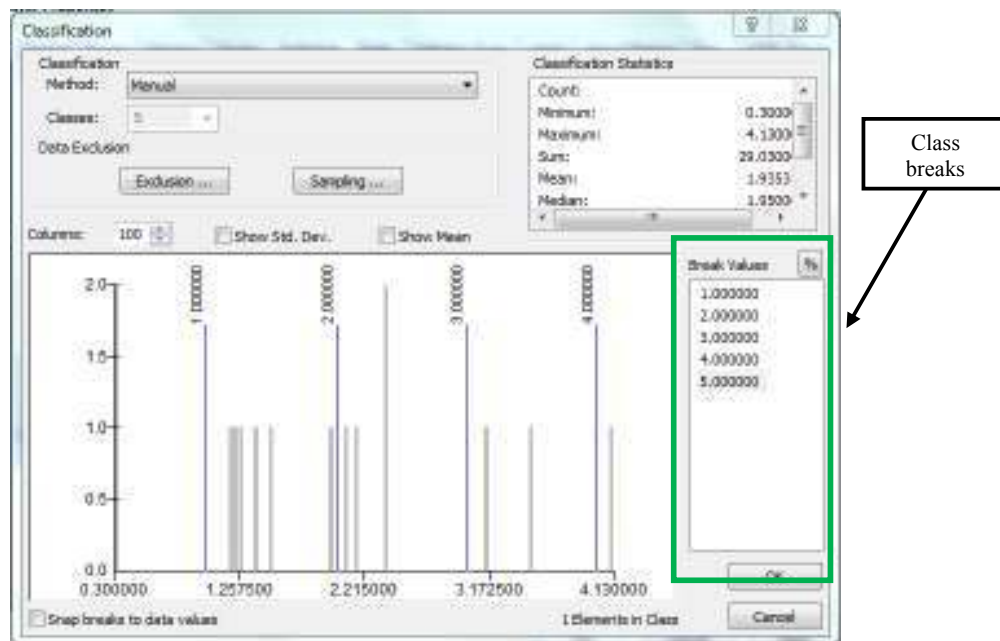 Classification
Classification
Method: Manual
Classes: 5
Data Exclusion
Exclusion ...
Sampling ...
Classification Statistics
Count:
Minimum: 0.3000
Maximum: 4.1300
Sum: 29.0300
Mean: 1.9353
Median: 1.9500
Class
breaks
Columns: 100
Show Std. Dev.
Show Mean
Break Values %
1.000000
2.000000
3.000000
4.000000
5.000000
1.000000
2.000000
3.000000
4.000000
2.0
1.5
1.0
0.5
0.0
0.300000 1.257500 2.215000 3.172500 4.130000
OK
Snap breaks to data values
1 Elements in Class
Cancel